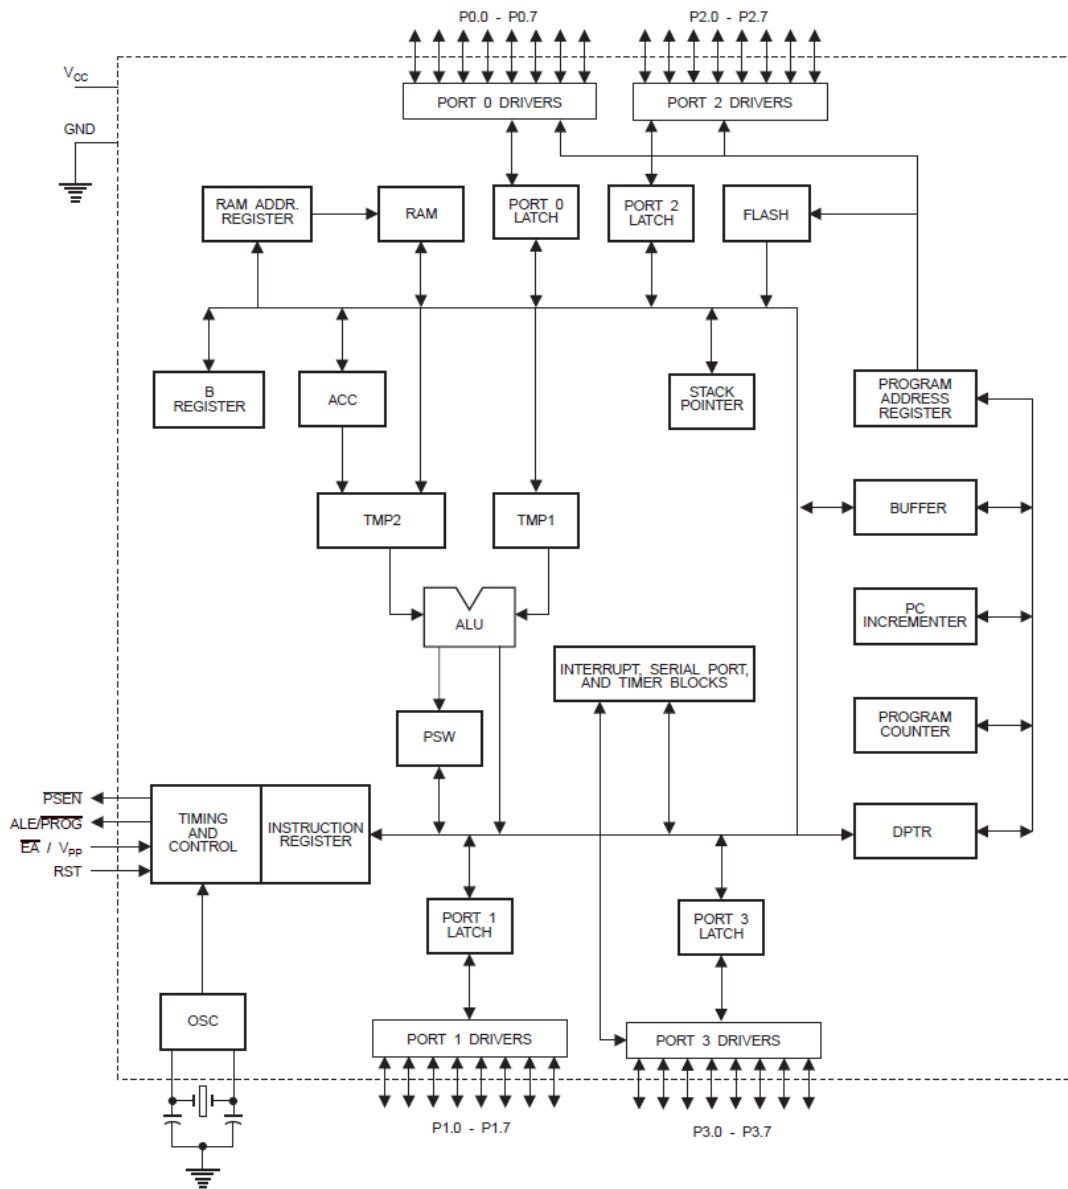 P0.0 - P0.7
P2.0 - P2.7
VCC
GND
PORT 0 DRIVERS
PORT 2 DRIVERS
RAM ADDR.
REGISTER
RAM
PORT 0
LATCH
PORT 2
LATCH
FLASH
B
REGISTER
ACC
STACK
POINTER
PROGRAM
ADDRESS
REGISTER
TMP2
TMP1
BUFFER
ALU
PC
INCREMENTER
INTERRUPT, SERIAL PORT,
AND TIMER BLOCKS
PSW
PROGRAM
COUNTER
PSEN
ALE/PROG
EA / VPP
RST
TIMING
AND
CONTROL
INSTRUCTION
REGISTER
DPTR
PORT 1
LATCH
PORT 3
LATCH
OSC
PORT 1 DRIVERS
PORT 3 DRIVERS
P1.0 - P1.7
P3.0 - P3.7